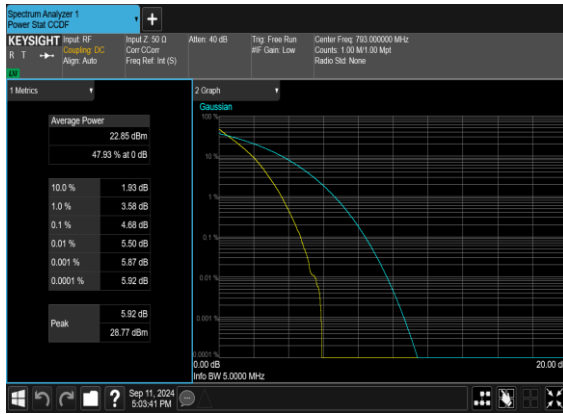 Spectrum Analyzer 1
Power Stat CCDF
KEYSIGHT
R T
LXI
Input: RF
Coupling: DC
Align: Auto
Input Z: 50 Ω
Corr CCorr
Freq Ref: Int (S)
Atten: 40 dB
Trig: Free Run
#IF Gain: Low
Center Freq: 793.000000 MHz
Counts: 1.00 M/1.00 Mpt
Radio Std: None
1 Metrics
Average Power
22.85 dBm
47.93 % at 0 dB
10.0 % 1.93 dB
1.0 % 3.58 dB
0.1 % 4.68 dB
0.01 % 5.50 dB
0.001 % 5.87 dB
0.0001 % 5.92 dB
Peak
5.92 dB
28.77 dBm
2 Graph
Gaussian
100 %
10 %
1 %
0.1 %
0.01 %
0.001 %
0.0001 %
0.00 dB
20.00 d
Info BW 5.0000 MHz
?
Sep 11, 2024
5:03:41 PM